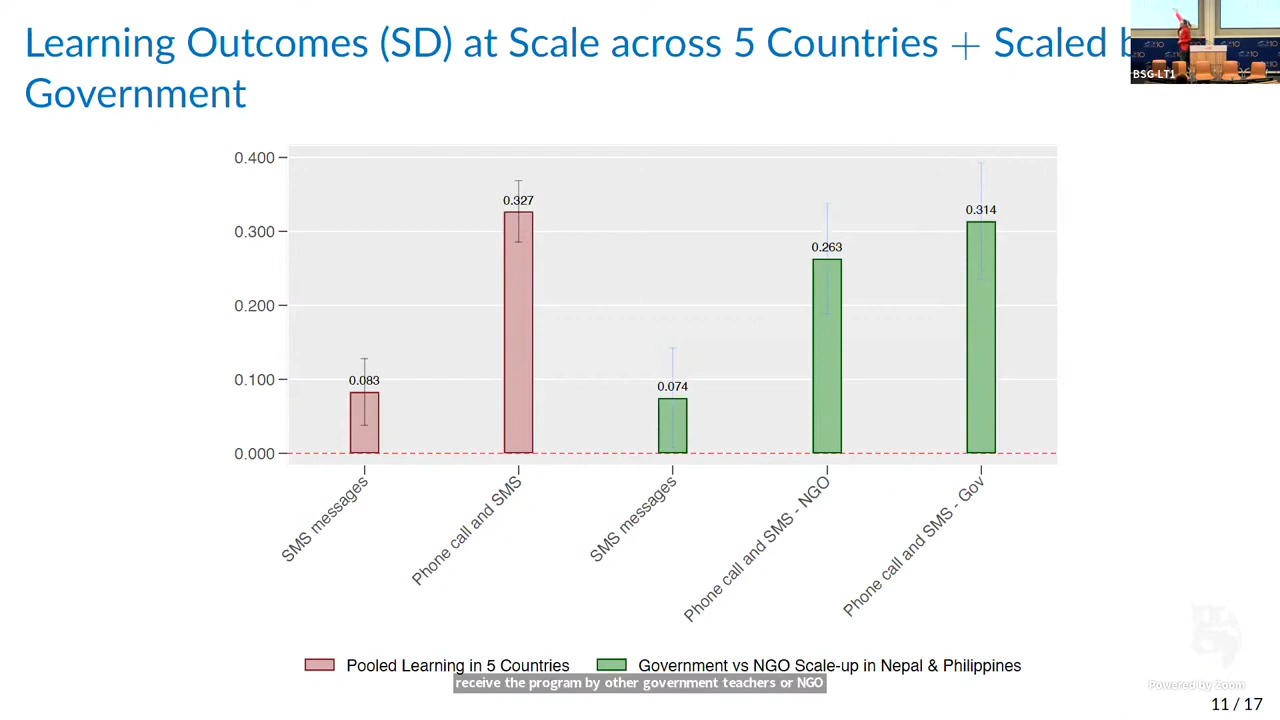 Learning Outcomes (SD) at Scale across 5 Countries + Scaled
Government
BSG-LT1
0.400
0.300
0.200
0.100
0.000
0.083
0.327
0.074
0.263
0.314
SMS messages
Phone call and SMS
SMS messages
Phone call and SMS - NGO
Phone call and SMS - Gov
Pooled Learning in 5 Countries
Government vs NGO Scale-up in Nepal & Philippines
receive the program by other government teachers or NGO
Powered by Zoom
11 / 17